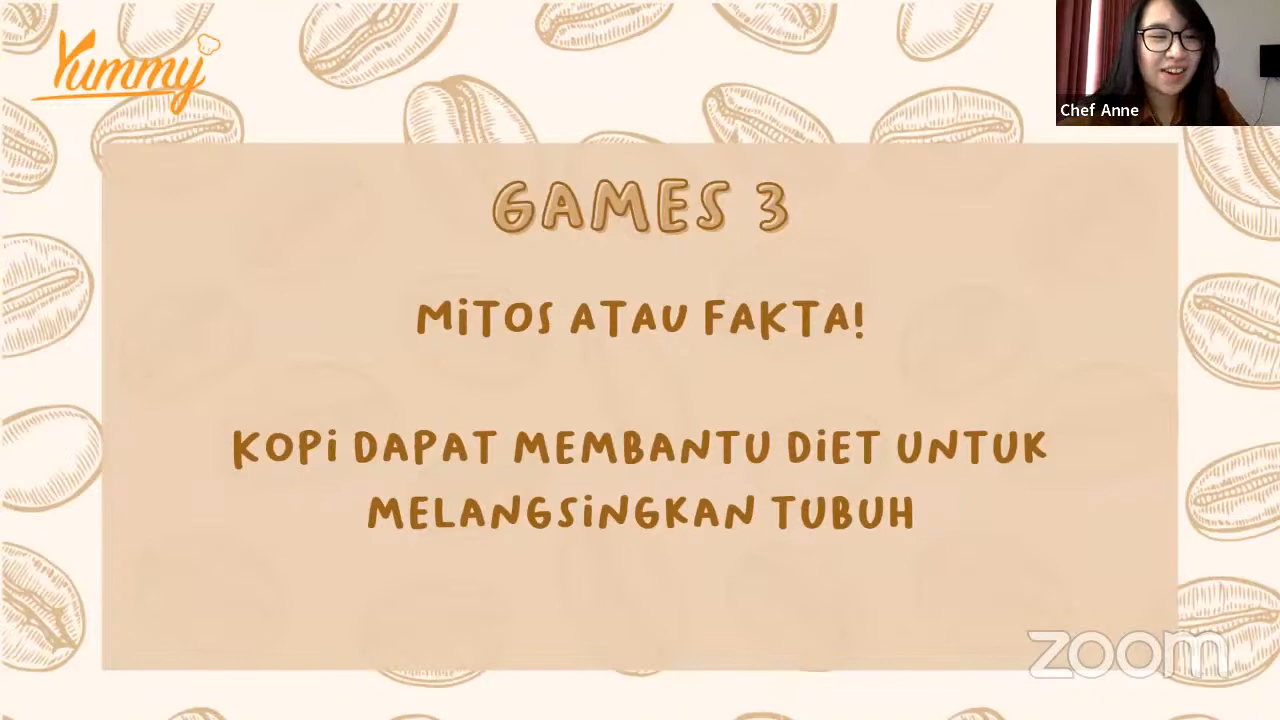 Yummy
Chef Anne
GAMES 3
MITOS ATAU FAKTA!
KOPI DAPAT MEMBANTU DIET UNTUK
MELANGSINGKAN TUBUH
zoom